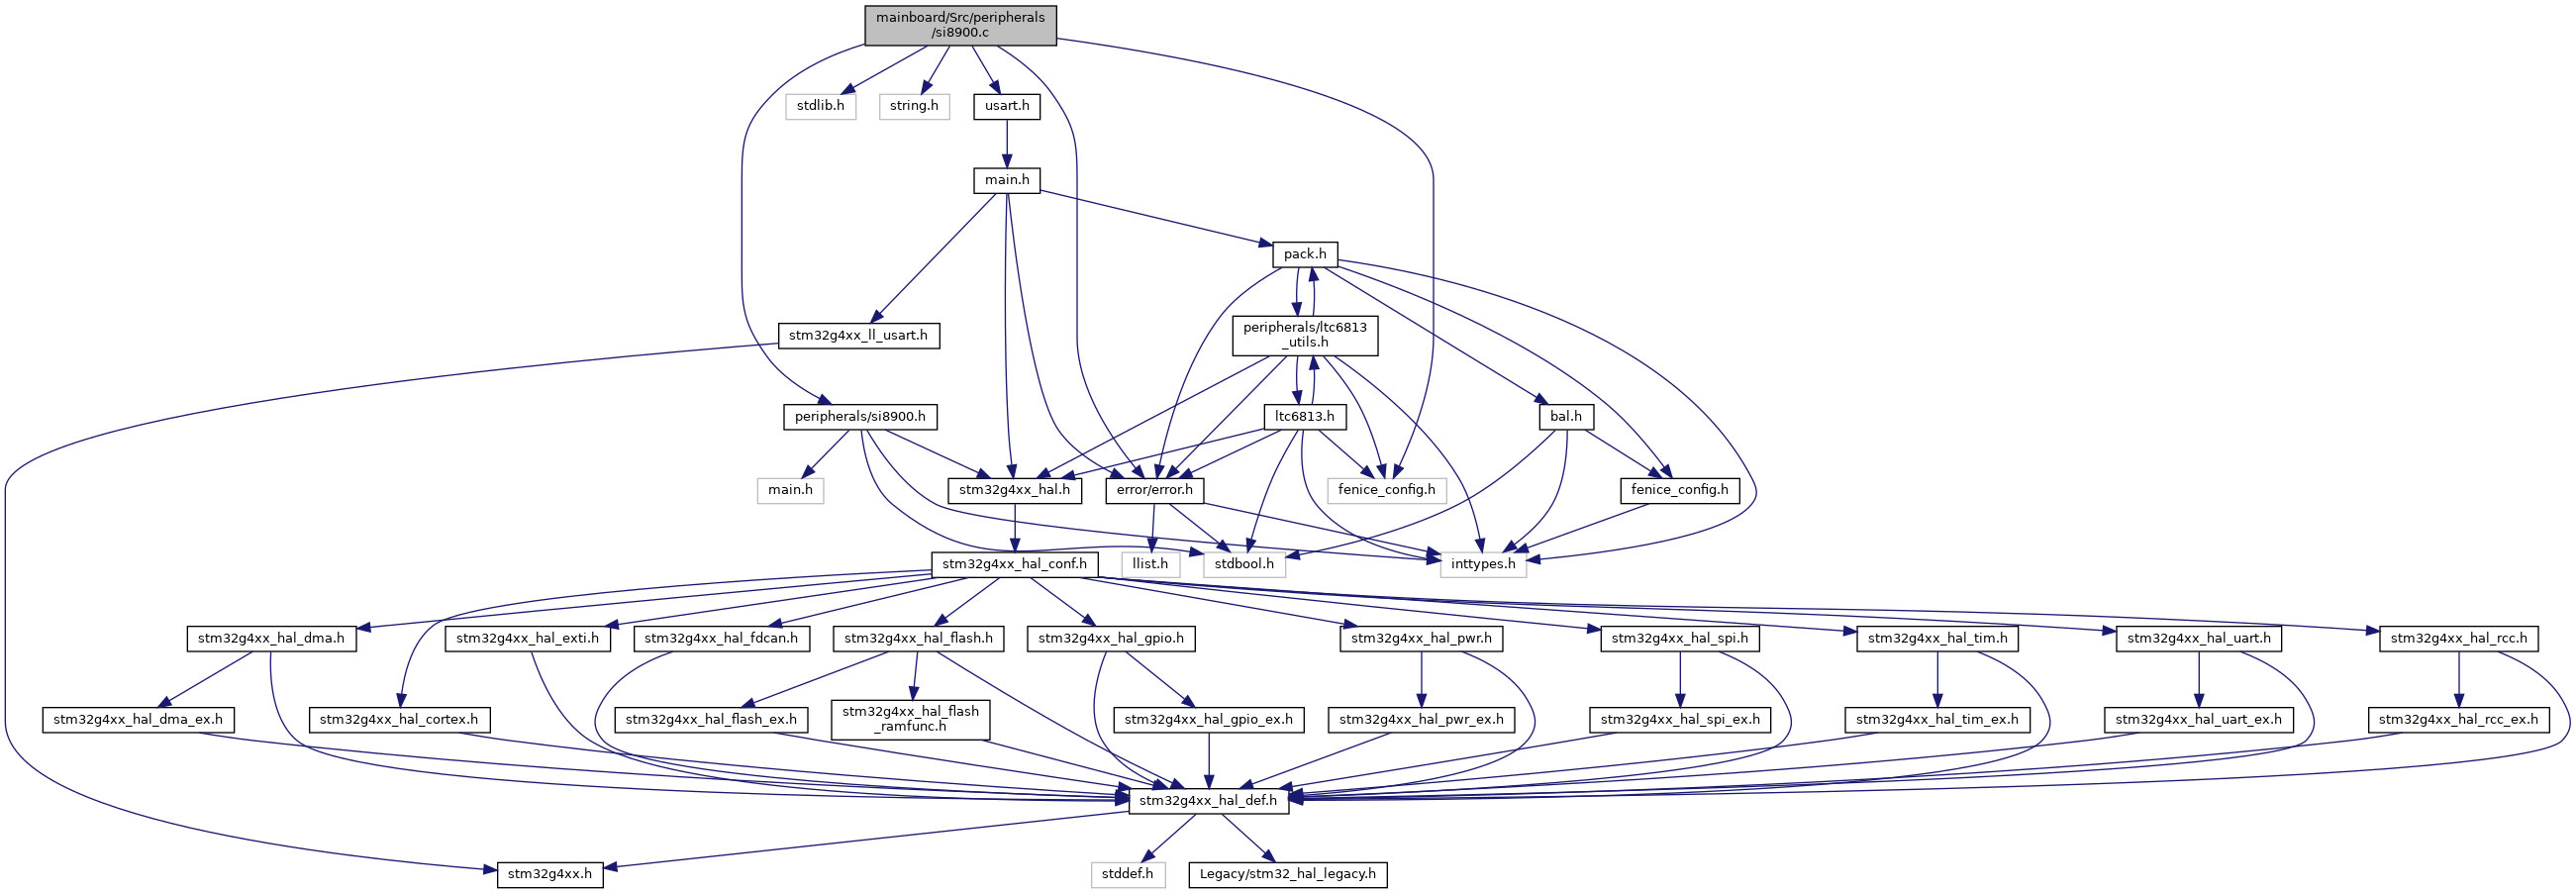 mainboard/Src/peripherals
/si8900.c
stdlib.h
string.h
usart.h
main.h
pack.h
stm32g4xx_ll_usart.h
peripherals/ltc6813
_utils.h
peripherals/si8900.h
ltc6813.h
bal.h
main.h
stm32g4xx_hal.h
error/error.h
fenice_config.h
fenice_config.h
stm32g4xx_hal_conf.h
llist.h
stdbool.h
inttypes.h
stm32g4xx_hal_dma.h
stm32g4xx_hal_exti.h
stm32g4xx_hal_fdcan.h
stm32g4xx_hal_flash.h
stm32g4xx_hal_gpio.h
stm32g4xx_hal_pwr.h
stm32g4xx_hal_spi.h
stm32g4xx_hal_tim.h
stm32g4xx_hal_uart.h
stm32g4xx_hal_rcc.h
stm32g4xx_hal_dma_ex.h
stm32g4xx_hal_cortex.h
stm32g4xx_hal_flash_ex.h
stm32g4xx_hal_flash
_ramfunc.h
stm32g4xx_hal_gpio_ex.h
stm32g4xx_hal_pwr_ex.h
stm32g4xx_hal_spi_ex.h
stm32g4xx_hal_tim_ex.h
stm32g4xx_hal_uart_ex.h
stm32g4xx_hal_rcc_ex.h
stm32g4xx_hal_def.h
stm32g4xx.h
stddef.h
Legacy/stm32_hal_legacy.h